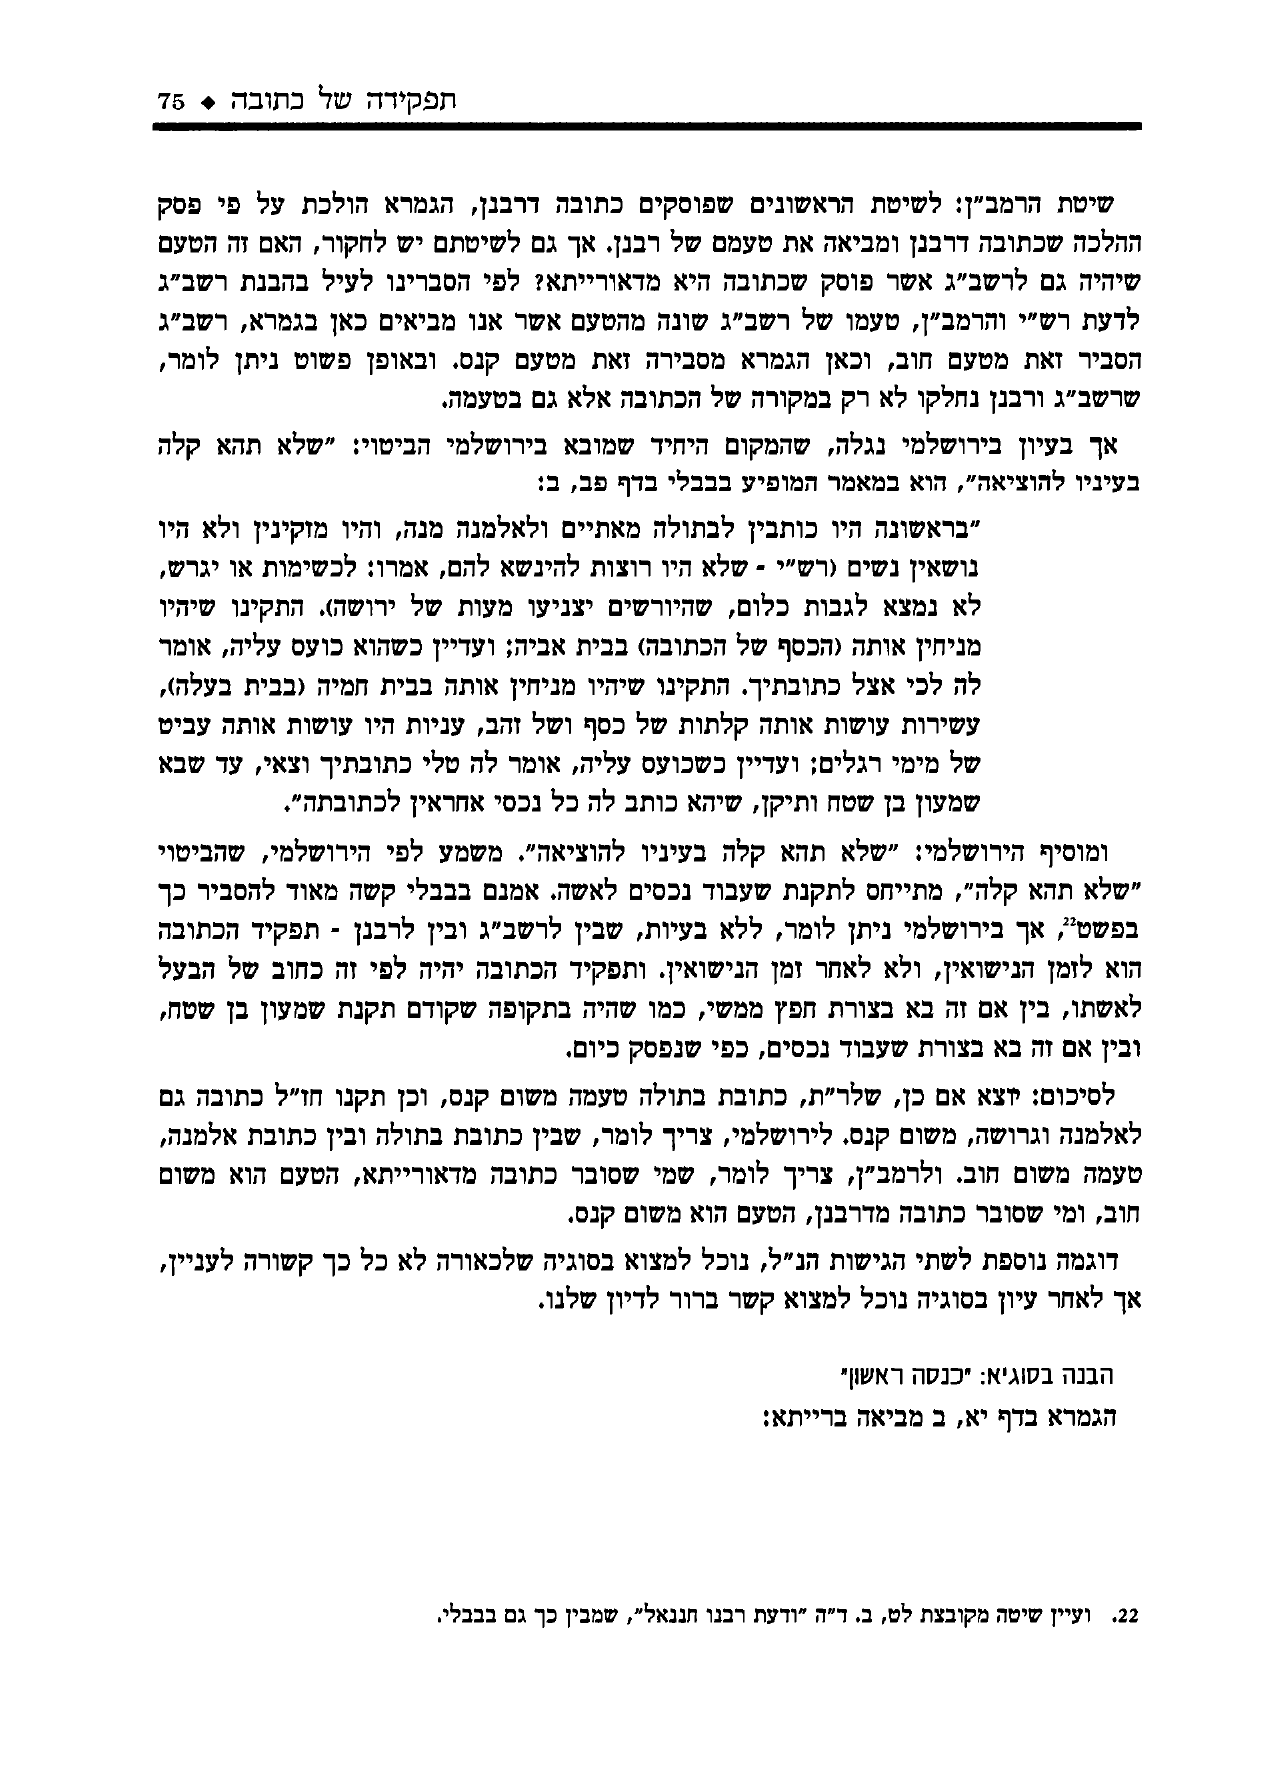 תפקידה של כתובה ◆ 75
שיטת הרמב"ן: לשיטת הראשונים שפוסקים כתובה דרבנן, הגמרא הולכת על פי פסק
ההלכה שכתובה דרבנן ומביאה את טעמם של רבנן. אך גם לשיטתם יש לחקור, האם זה הטעם
שיהיה גם לרשב"ג אשר פוסק שכתובה היא מדאורייתא? לפי הסברינו לעיל בהבנת רשב"ג
לדעת רש"י והרמב"ן, טעמו של רשב"ג שונה מהטעם אשר אנו מביאים כאן בגמרא, רשב"ג
הסביר זאת מטעם חוב, וכאן הגמרא מסבירה זאת מטעם קנס. ובאופן פשוט ניתן לומר,
שרשב"ג ורבנן נחלקו לא רק במקורה של הכתובה אלא גם בטעמה.
אך בעיון בירושלמי נגלה, שהמקום היחיד שמובא בירושלמי הביטוי: "שלא תהא קלה
בעיניו להוציאה", הוא במאמר המופיע בבבלי בדף פב, ב:
"בראשונה היו כותבין לבתולה מאתיים ולאלמנה מנה, והיו מזקינין ולא היו
נושאין נשים (רש"י - שלא היו רוצות להינשא להם, אמרו: לכשימות או יגרש,
לא נמצא לגבות כלום, שהיורשים יצניעו מעות של ירושה). התקינו שיהיו
מניחין אותה (הכסף של הכתובה) בבית אביה; ועדיין כשהוא כועס עליה, אומר
לה לכי אצל כתובתיך. התקינו שיהיו מניחין אותה בבית חמיה (בבית בעלה),
עשירות עושות אותה קלתות של כסף ושל זהב, עניות היו עושות אותה עביט
של מימי רגלים; ועדיין כשכועס עליה, אומר לה טלי כתובתיך וצאי, עד שבא
שמעון בן שטח ותיקן, שיהא כותב לה כל נכסי אחראין לכתובתה".
ומוסיף הירושלמי: "שלא תהא קלה בעיניו להוציאה". משמע לפי הירושלמי, שהביטוי
"שלא תהא קלה", מתייחס לתקנת שעבוד נכסים לאשה. אמנם בבבלי קשה מאוד להסביר כך
בפשט22, אך בירושלמי ניתן לומר, ללא בעיות, שבין לרשב"ג ובין לרבנן - תפקיד הכתובה
הוא לזמן הנישואין, ולא לאחר זמן הנישואין. ותפקיד הכתובה יהיה לפי זה כחוב של הבעל
לאשתו, בין אם זה בא בצורת חפץ ממשי, כמו שהיה בתקופה שקודם תקנת שמעון בן שטח,
ובין אם זה בא בצורת שעבוד נכסים, כפי שנפסק כיום.
לסיכום: יוצא אם כן, שלר"ת, כתובת בתולה טעמה משום קנס, וכן תקנו חז"ל כתובה גם
לאלמנה וגרושה, משום קנס. לירושלמי, צריך לומר, שבין כתובת בתולה ובין כתובת אלמנה,
טעמה משום חוב. ולרמב"ן, צריך לומר, שמי שסובר כתובה מדאורייתא, הטעם הוא משום
חוב, ומי שסובר כתובה מדרבנן, הטעם הוא משום קנס.
דוגמה נוספת לשתי הגישות הנ"ל, נוכל למצוא בסוגיה שלכאורה לא כל כך קשורה לעניין,
אך לאחר עיון בסוגיה נוכל למצוא קשר ברור לדיון שלנו.
הבנה בסוגיא: "כנסה ראשון"
הגמרא בדף יא, ב מביאה ברייתא:
22. ועיין שיטה מקובצת לט, ב. ד"ה "ודעת רבנו חננאל", שמבין כך גם בבבלי.